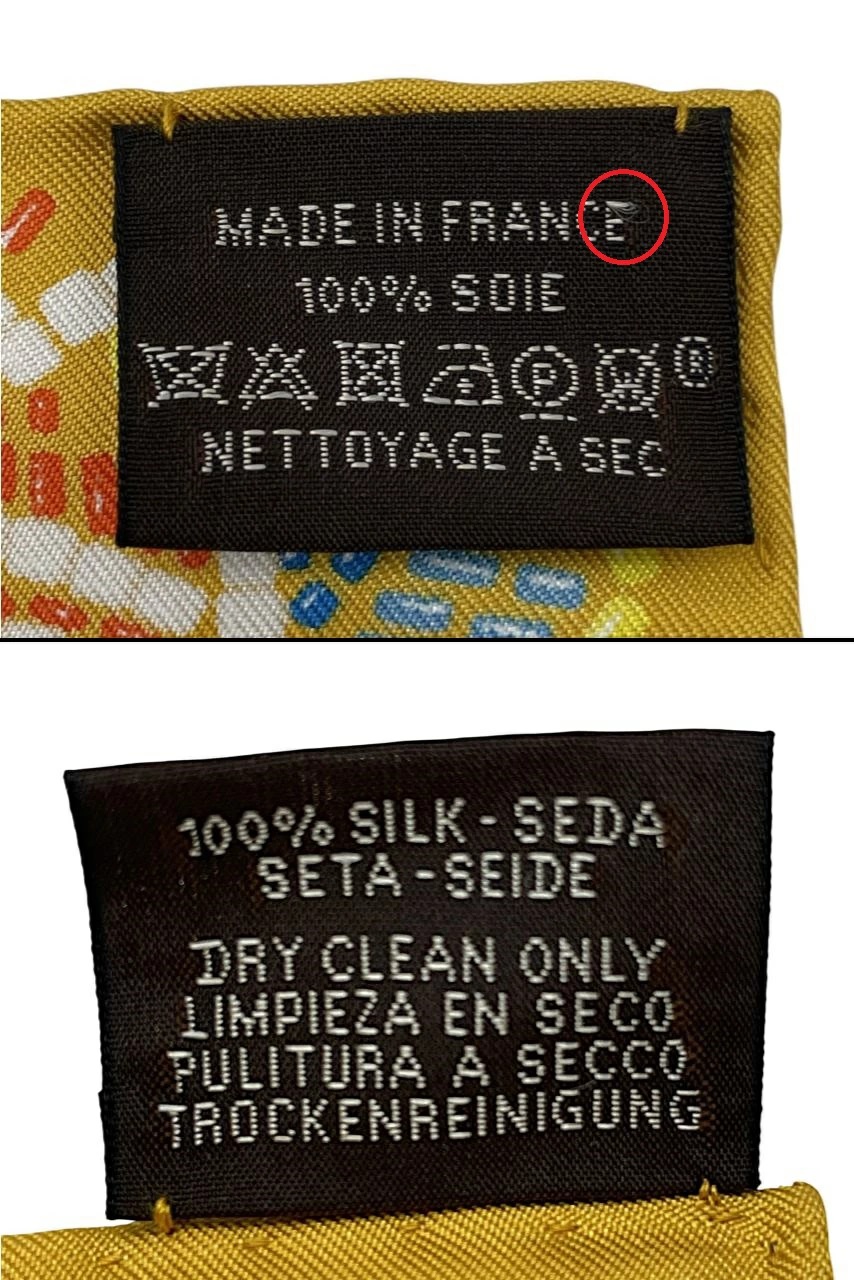 MADE IN FRANCE
100% SOIE
P
R
NETTOYAGE A SEC
100% SILK - SEDA
SETA - SEIDE
DRY CLEAN ONLY
LIMPIEZA EN SECO
PULITURA A SECCO
TROCKENREINIGUNG